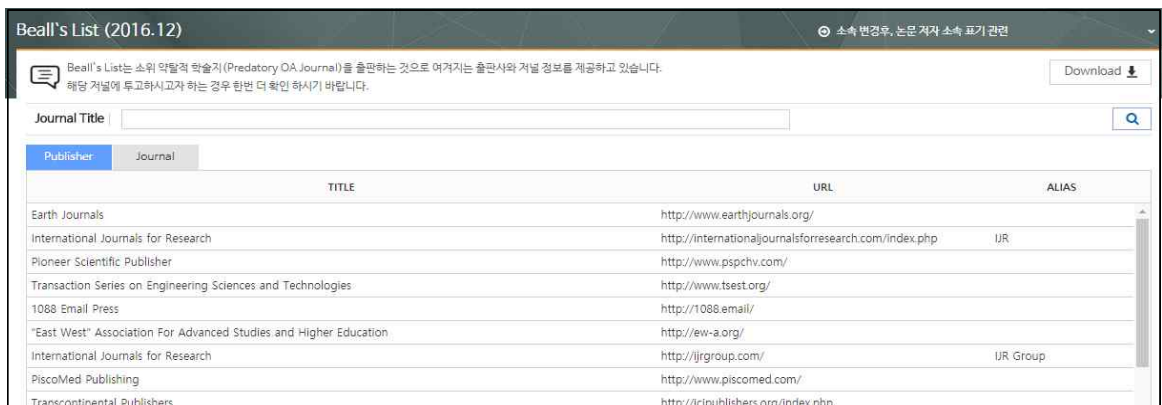 Beall`s List (2016.12)
소속 변경후, 논문 저자 소속 표기 관련
Beall`s List는 소위 약탈적 학술지(Predatory OA Journal)를 출판하는 것으로 여겨지는 출판사와 저널 정보를 제공하고 있습니다.
해당 저널에 투고하시고자 하는 경우 한번 더 확인 하시기 바랍니다.
Download
Journal Title
Publisher Journal
TITLE URL ALIAS
Earth Journals http://www.earthjournals.org/
International Journals for Research http://internationaljournalsforresearch.com/index.php IJR
Pioneer Scientific Publisher http://www.pspchv.com/
Transaction Series on Engineering Sciences and Technologies http://www.tsest.org/
1088 Email Press http://1088.email/
"East West" Association For Advanced Studies and Higher Education http://ew-a.org/
International Journals for Research http://ijrgroup.com/ IJR Group
PiscoMed Publishing http://www.piscomed.com/
Transcontinental Publishers http://icipublishers.org/index.php